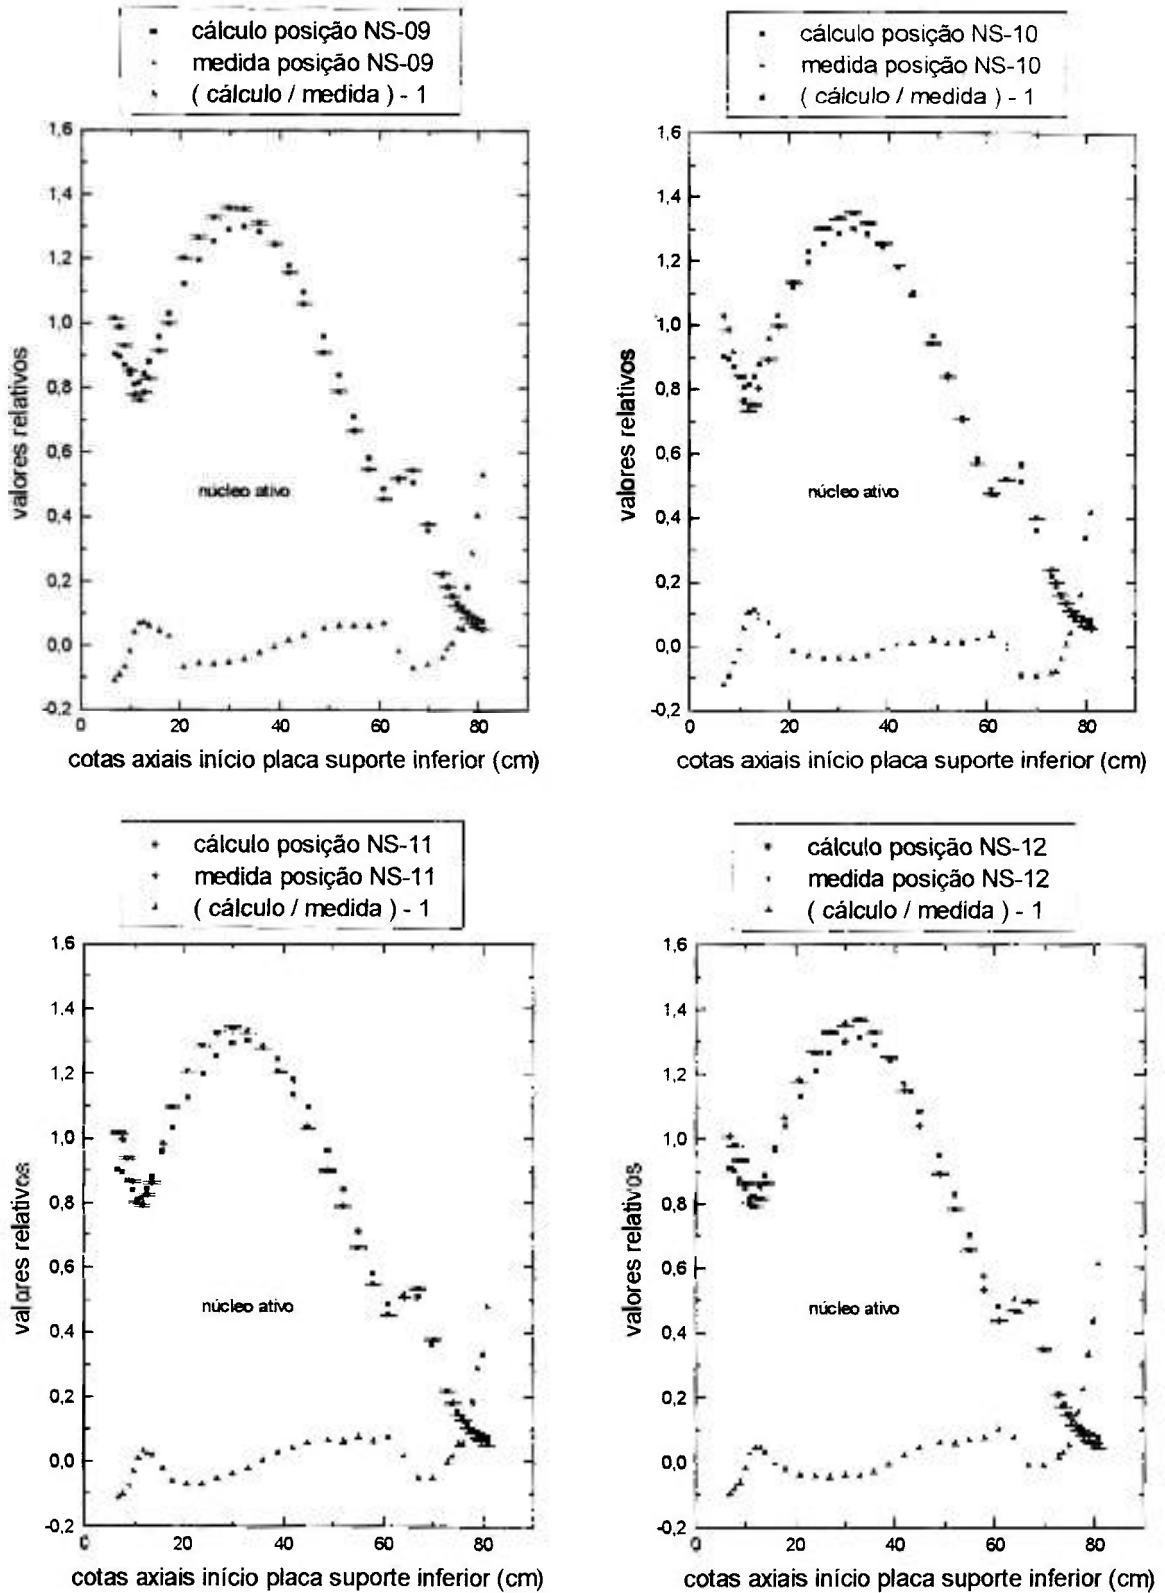 cálculo posição NS-09
medida posição NS-09
( cálculo / medida ) - 1
1,6
1,4
1,2
1,0
0,8
0,6
0,4
0,2
0,0
-0,2
valores relativos
núcleo ativo
0 20 40 60 80
cotas axiais início placa suporte inferior (cm)
cálculo posição NS-10
medida posição NS-10
( cálculo / medida ) - 1
1,6
1,4
1,2
1,0
0,8
0,6
0,4
0,2
0,0
-0,2
valores relativos
núcleo ativo
0 20 40 60 80
cotas axiais início placa suporte inferior (cm)
cálculo posição NS-11
medida posição NS-11
( cálculo / medida ) - 1
1,6
1,4
1,2
1,0
0,8
0,6
0,4
0,2
0,0
-0,2
valores relativos
núcleo ativo
0 20 40 60 80
cotas axiais início placa suporte inferior (cm)
cálculo posição NS-12
medida posição NS-12
( cálculo / medida ) - 1
1,6
1,4
1,2
1,0
0,8
0,6
0,4
0,2
0,0
-0,2
valores relativos
núcleo ativo
0 20 40 60 80
cotas axiais início placa suporte inferior (cm)